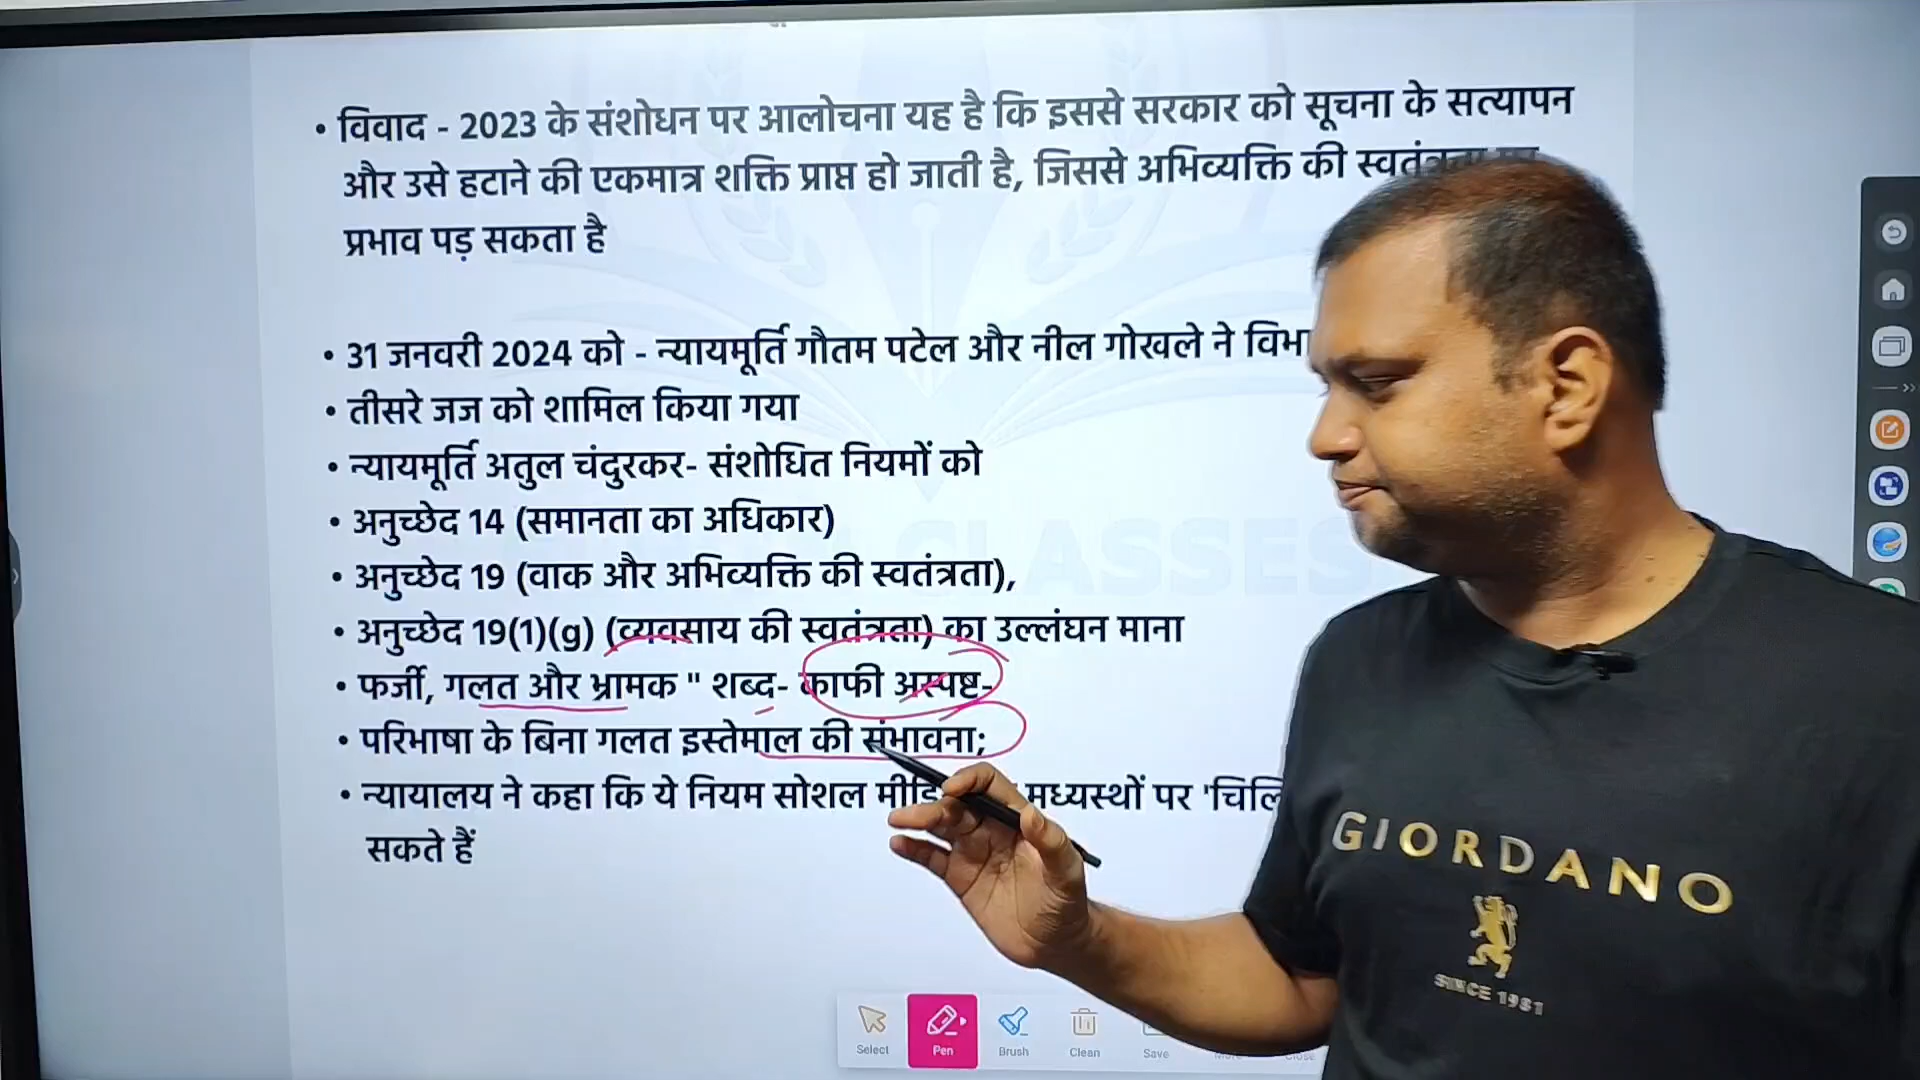 • विवाद - 2023 के संशोधन पर आलोचना यह है कि इससे सरकार को सूचना के सत्यापन
और उसे हटाने की एकमात्र शक्ति प्राप्त हो जाती है, जिससे अभिव्यक्ति की
प्रभाव पड़ सकता है
• 31 जनवरी 2024 को - न्यायमूर्ति गौतम पटेल और नील गोखले ने
• तीसरे जज को शामिल किया गया
• न्यायमूर्ति अतुल चंदुरकर- संशोधित नियमों को
• अनुच्छेद 14 (समानता का अधिकार)
• अनुच्छेद 19 (वाक और अभिव्यक्ति की स्वतंत्रता),
• अनुच्छेद 19(1)(g) (व्यवसाय की स्वतंत्रता) का उल्लंघन माना
• फर्जी, गलत और भ्रामक " शब्द- काफी अस्पष्ट-
• परिभाषा के बिना गलत इस्तेमाल की संभावना;
• न्यायालय ने कहा कि ये नियम सोशल मध्यस्थों पर
सकते हैं
CLASSES
GIORDANO
SINCE 1981
Select Pen Brush Clean Save